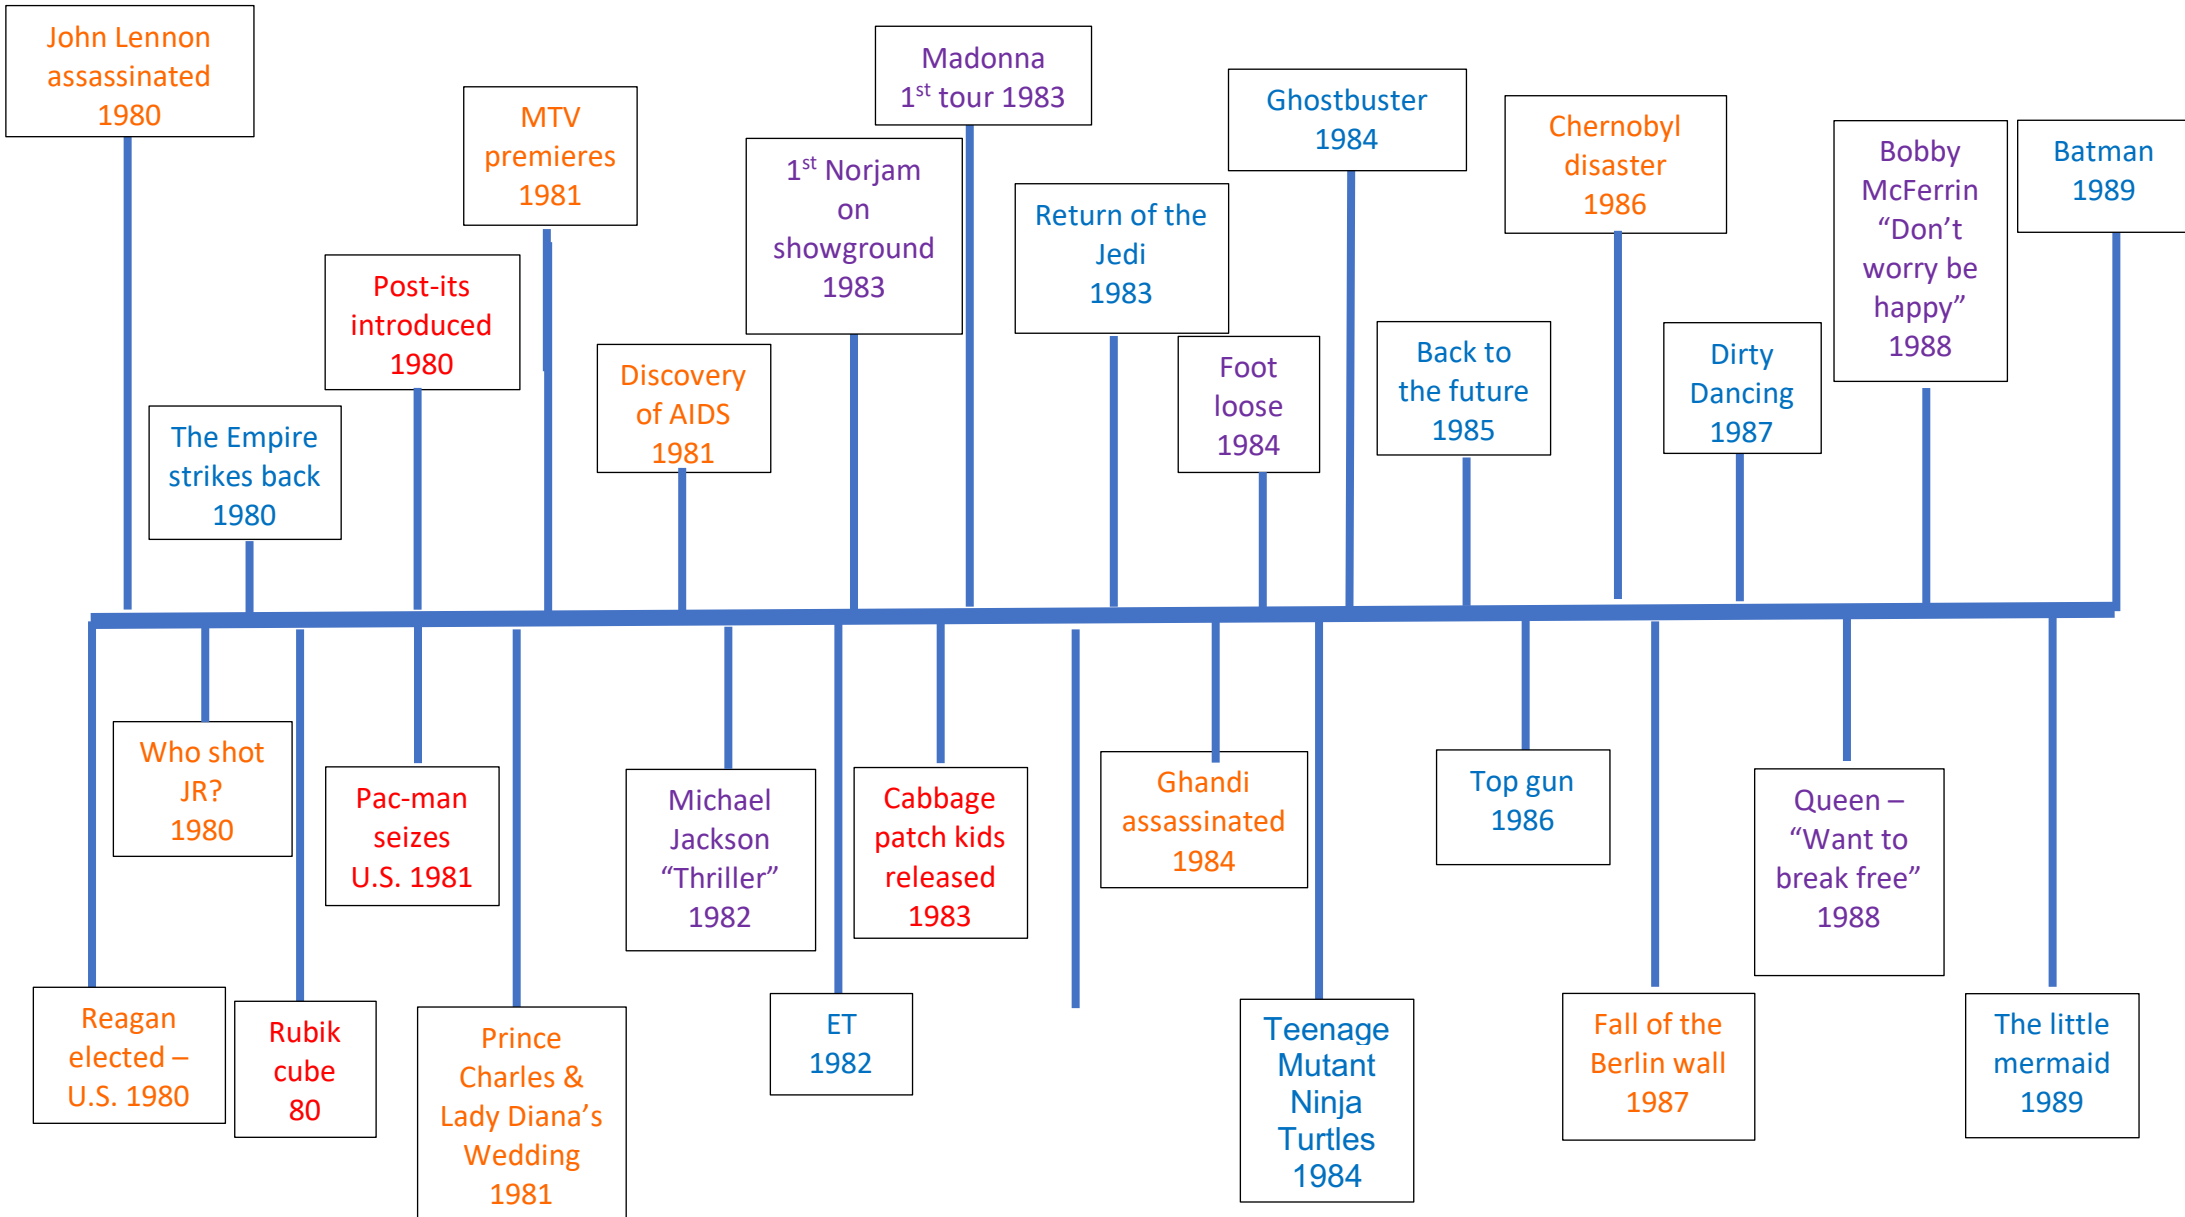 John Lennon
assassinated
1980
The Empire
strikes back
1980
Post-its
introduced
1980
MTV
premieres
1981
Discovery
of AIDS
1981
1st Norjam
on
showground
1983
Madonna
1st tour 1983
Return of the
Jedi
1983
Foot
loose
1984
Ghostbuster
1984
Back to
the future
1985
Chernobyl
disaster
1986
Dirty
Dancing
1987
Bobby
McFerrin
“Don’t
worry be
happy”
1988
Batman
1989
Reagan
elected –
U.S. 1980
Who shot
JR?
1980
Rubik
cube
80
Pac-man
seizes
U.S. 1981
Prince
Charles &
Lady Diana’s
Wedding
1981
Michael
Jackson
“Thriller”
1982
ET
1982
Cabbage
patch kids
released
1983
Ghandi
assassinated
1984
Teenage
Mutant
Ninja
Turtles
1984
Top gun
1986
Fall of the
Berlin wall
1987
Queen –
“Want to
break free”
1988
The little
mermaid
1989